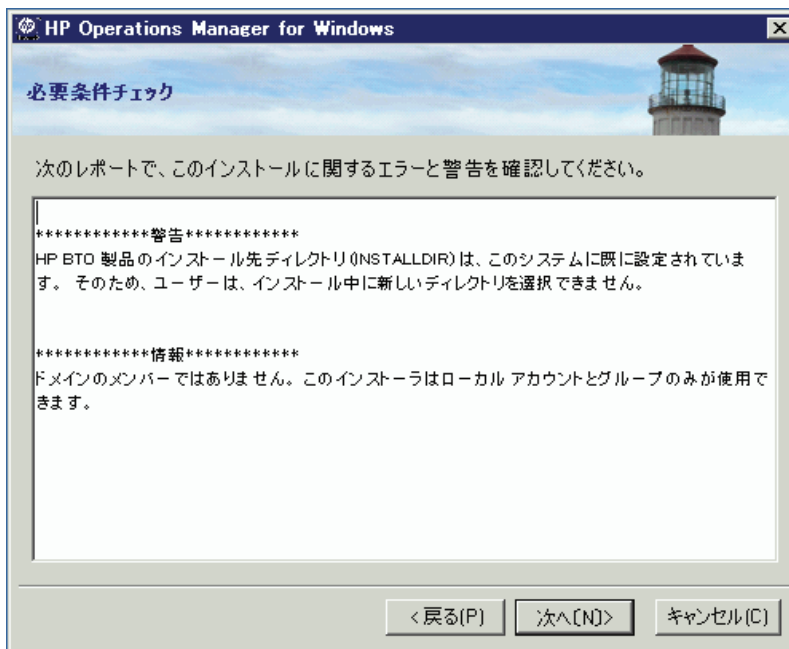 HP Operations Manager for Windows
必要条件チェック
次のレポートで、このインストールに関するエラーと警告を確認してください。
************警告************
HP BTO 製品のインストール先ディレクトリ(INSTALLDIR)は、このシステムに既に設定されていま
す。 そのため、ユーザーは、インストール中に新しいディレクトリを選択できません。
************情報************
ドメインのメンバーではありません。このインストーラはローカル アカウントとグループのみが使用で
きます。
<戻る(P)
次へ[N]>
キャンセル(C)